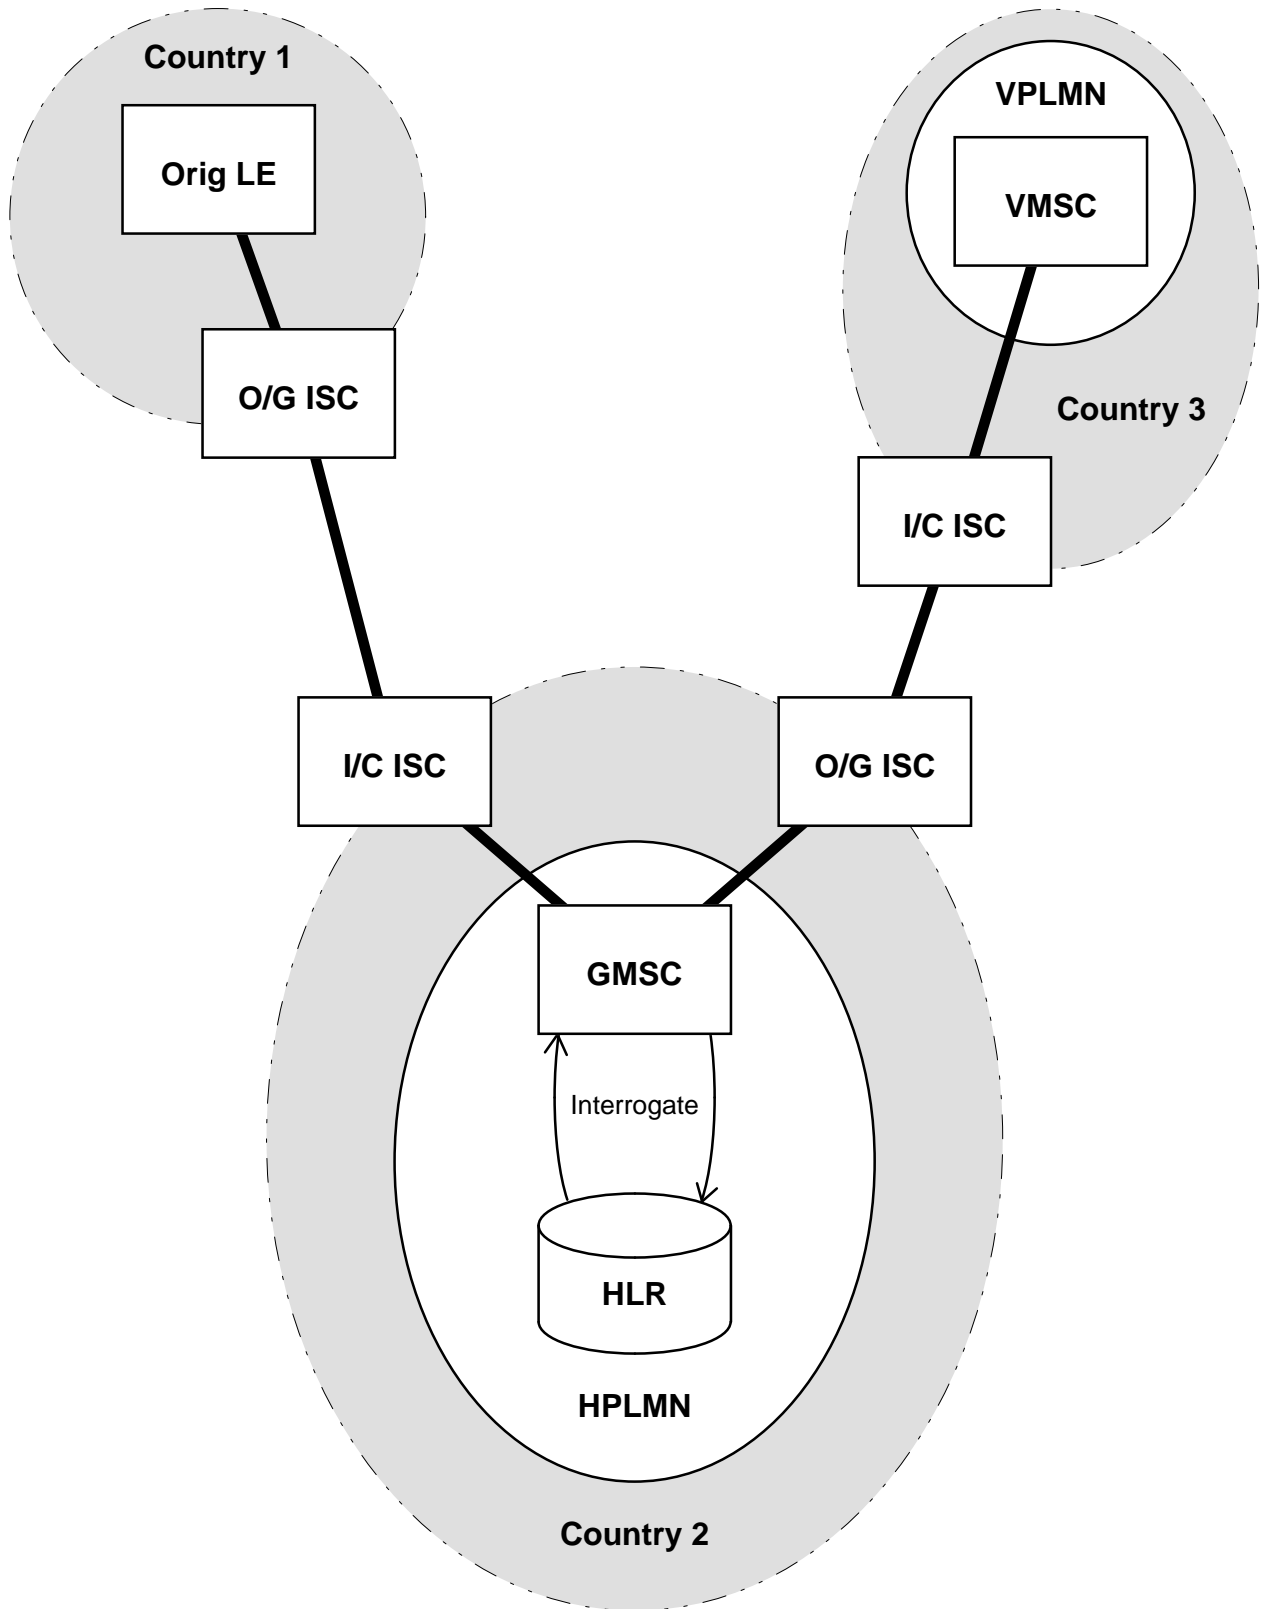 Country 1
Orig LE
O/G ISC
VPLMN
VMSC
Country 3
I/C ISC
I/C ISC
O/G ISC
GMSC
Interrogate
HLR
HPLMN
Country 2